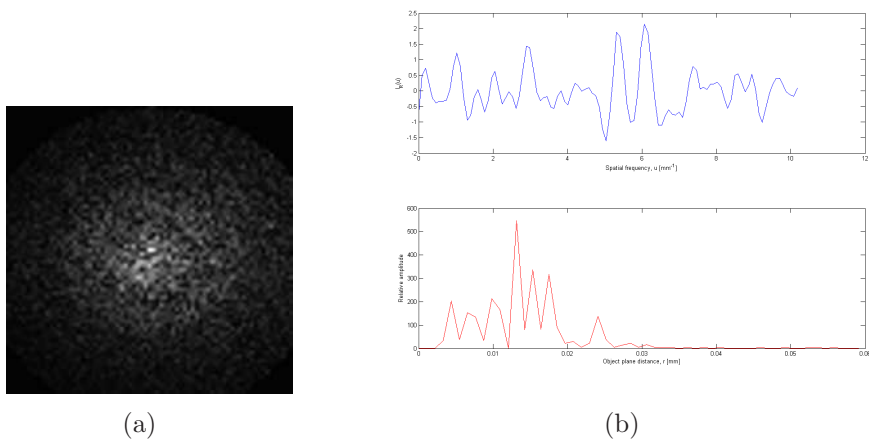 2.5
2
1.5
1
0.5
0
-0.5
-1
-1.5
-2
I_R(u)
0 2 4 6 8 10 12
Spatial frequency, u [mm⁻¹]
600
500
400
300
200
100
0
Relative amplitude
0 0.01 0.02 0.03 0.04 0.05 0.06
Object plane distance, r [mm]
(a) (b)